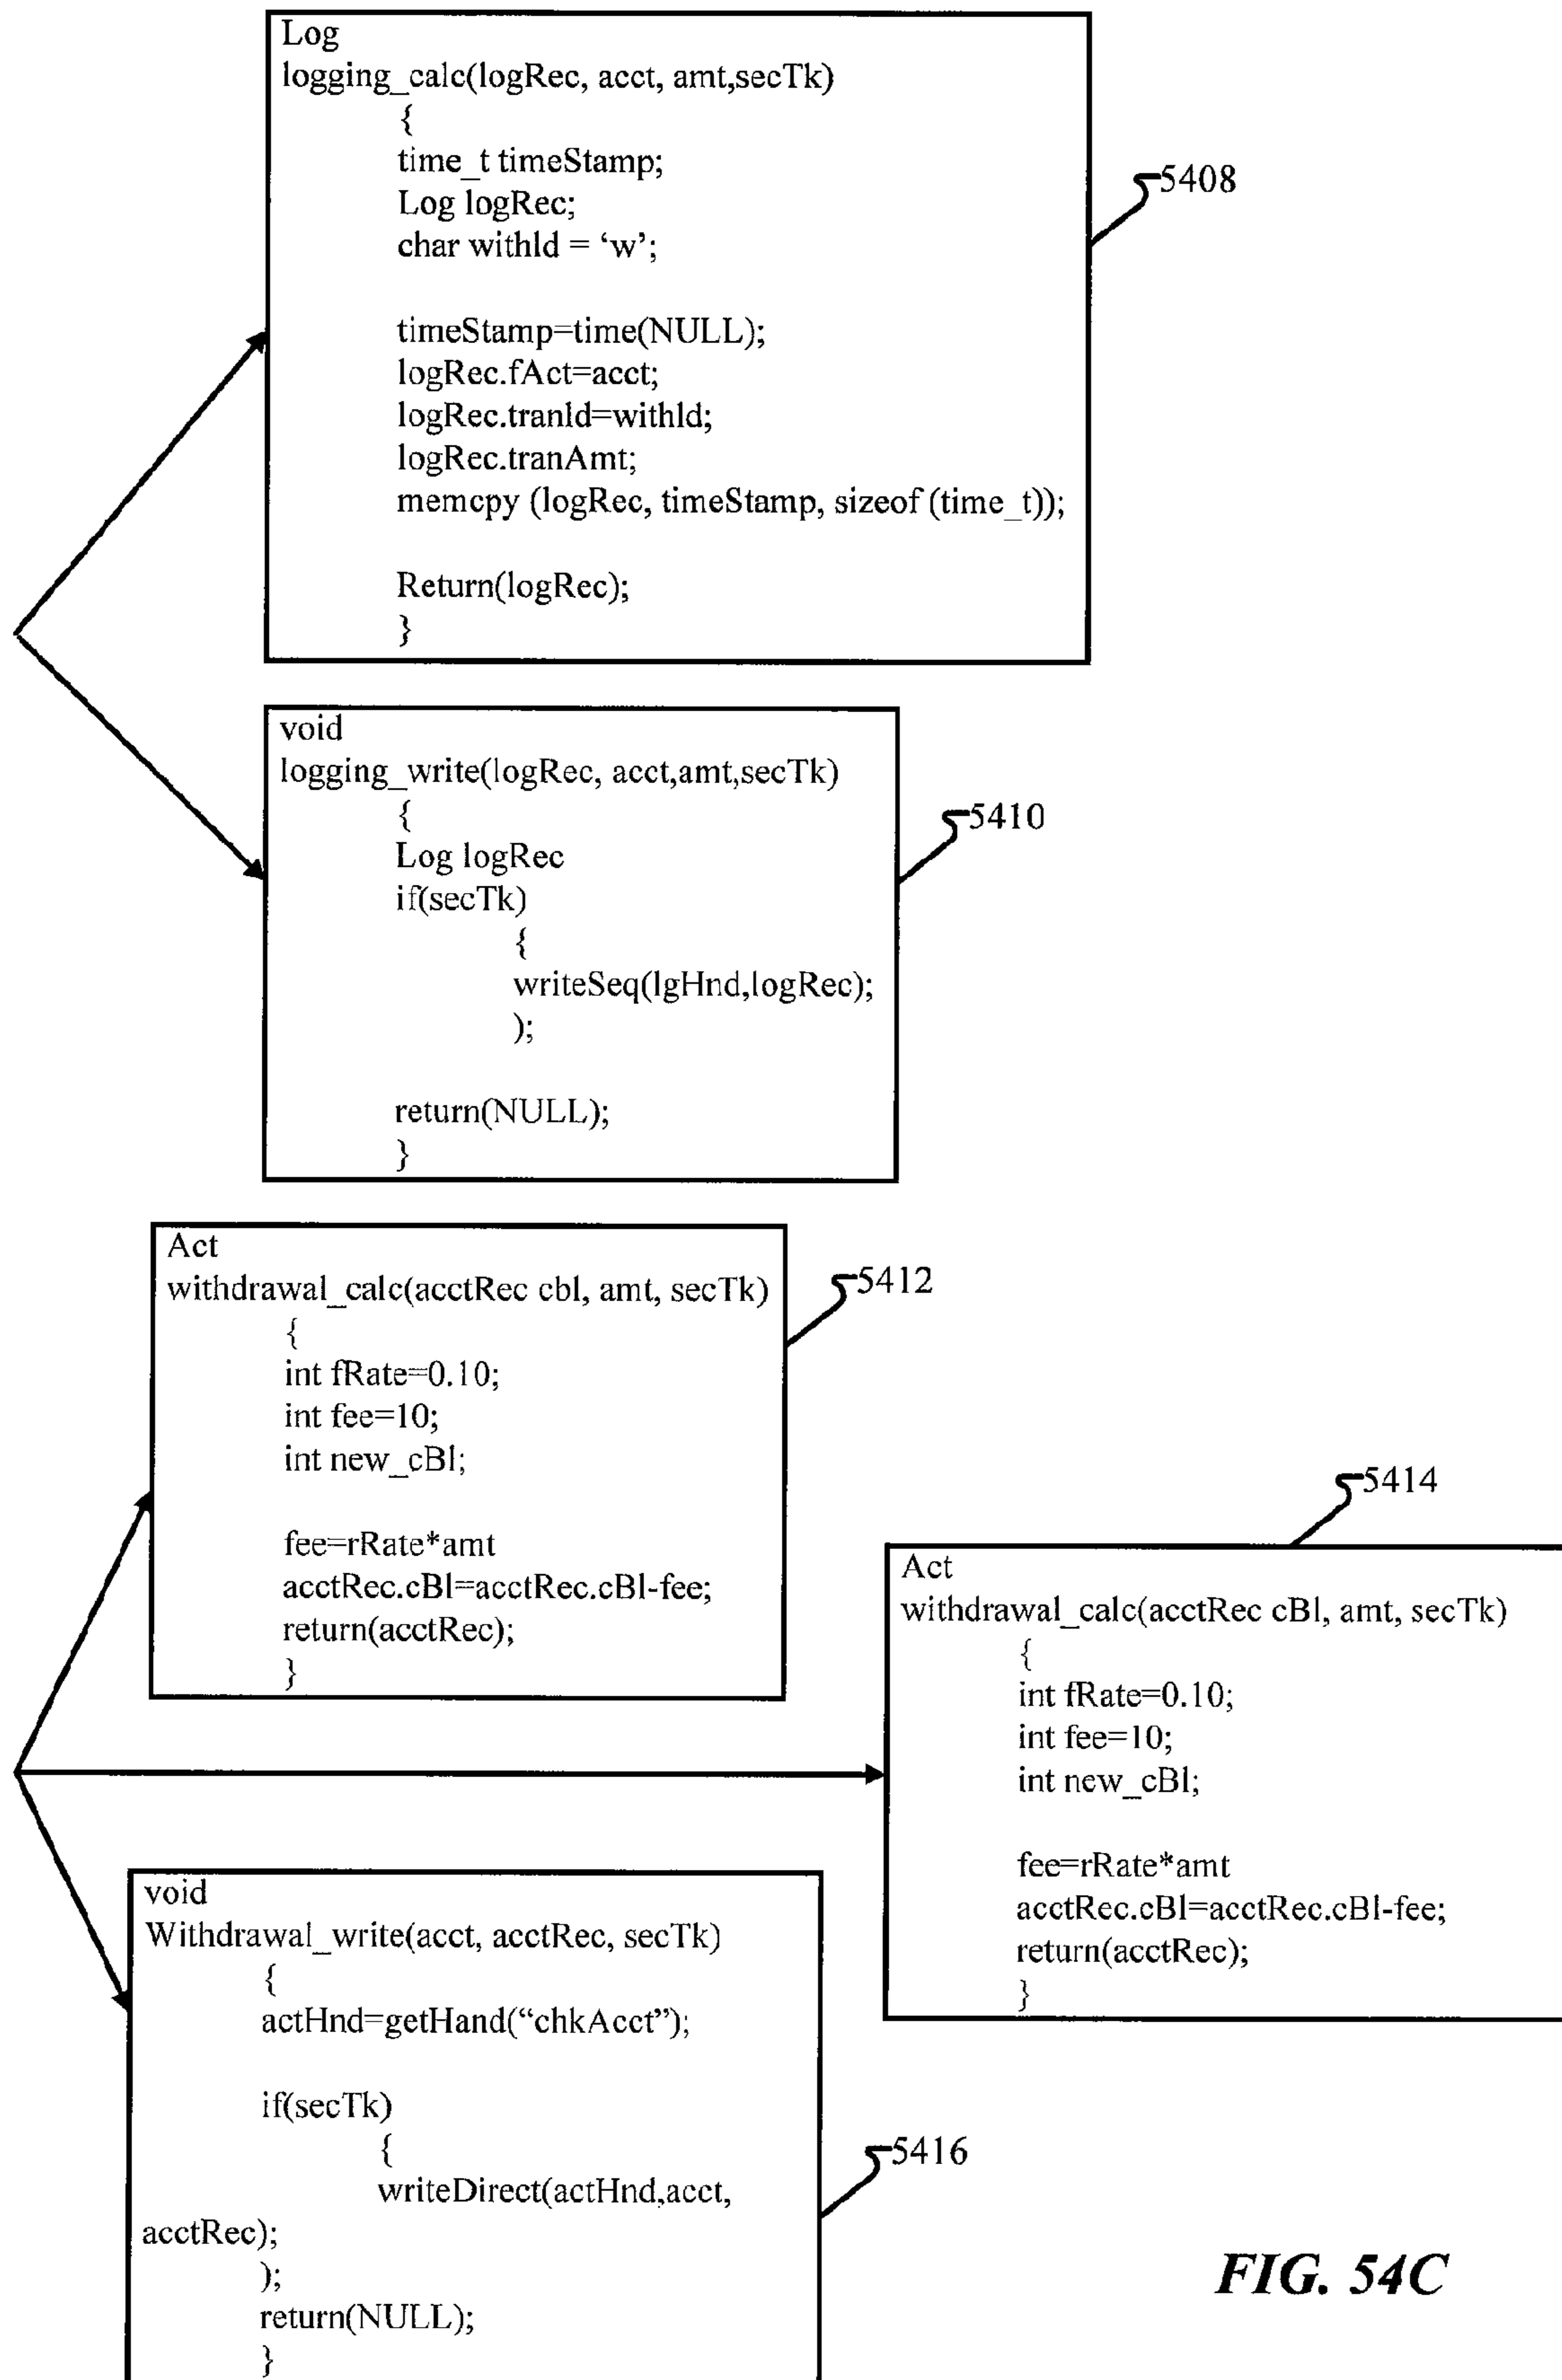 Log
logging_calc(logRec, acct, amt,secTk)
{
time_t timeStamp;
Log logRec;
char withId = ‘w’;
timeStamp=time(NULL);
logRec.fAct=acct;
logRec.tranId=withId;
logRec.tranAmt;
memcpy (logRec, timeStamp, sizeof (time_t));
Return(logRec);
}
5408
void
logging_write(logRec, acct,amt,secTk)
{
Log logRec
if(secTk)
{
writeSeq(lgHnd,logRec);
);
return(NULL);
}
5410
Act
withdrawal_calc(acctRec cbl, amt, secTk)
{
int fRate=0.10;
int fee=10;
int new_cBl;
fee=rRate*amt
acctRec.cBl=acctRec.cBl-fee;
return(acctRec);
}
5412
5414
Act
withdrawal_calc(acctRec cBl, amt, secTk)
{
int fRate=0.10;
int fee=10;
int new_cBl;
fee=rRate*amt
acctRec.cBl=acctRec.cBl-fee;
return(acctRec);
}
void
Withdrawal_write(acct, acctRec, secTk)
{
actHnd=getHand(“chkAcct”);
if(secTk)
{
writeDirect(actHnd,acct,
acctRec);
);
return(NULL);
}
5416
FIG. 54C